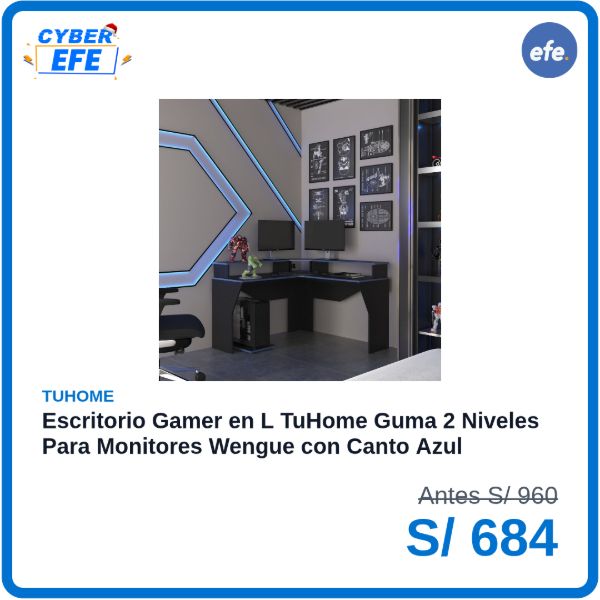 CYBER
EFE
efe.
TUHOME
Escritorio Gamer en L TuHome Guma 2 Niveles
Para Monitores Wengue con Canto Azul
Antes S/ 960
S/ 684